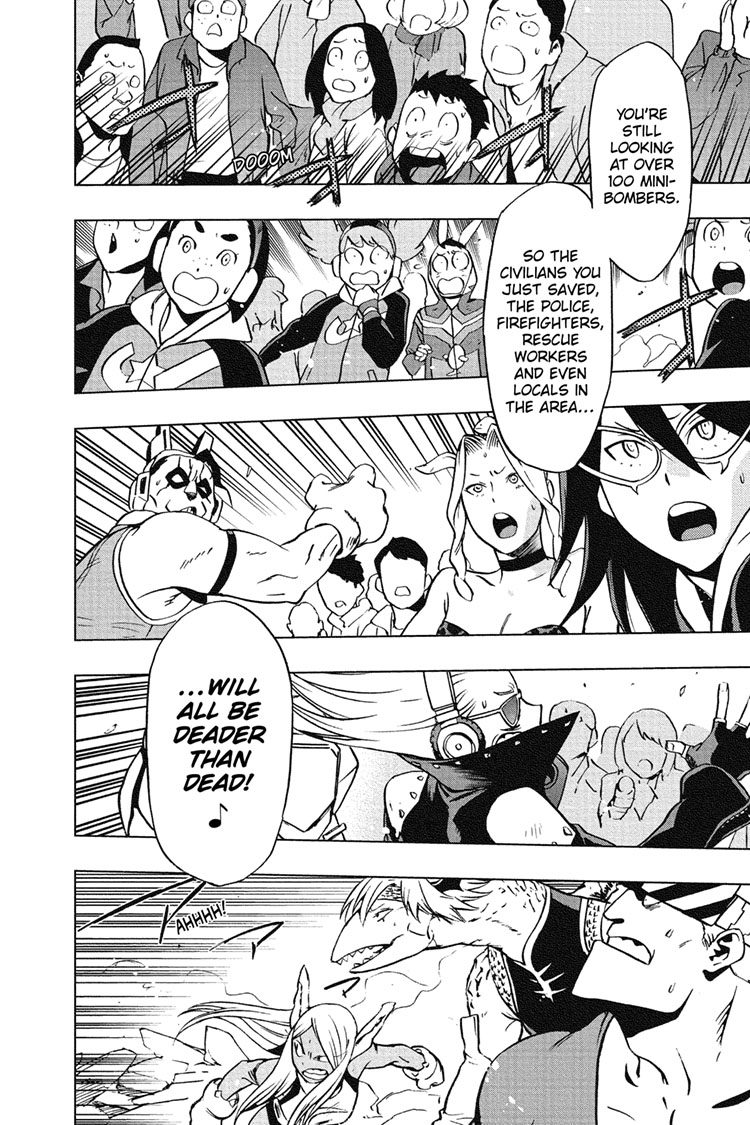 YOU'RE
STILL
LOOKING
AT OVER
100 MINI-
BOMBERS.
DOOOM
SO THE
CIVILIANS YOU
JUST SAVED,
THE POLICE,
FIREFIGHTERS,
RESCUE
WORKERS
AND EVEN
LOCALS IN
THE AREA...
...WILL
ALL BE
DEADER
THAN
DEAD!
♪
AHHHH!